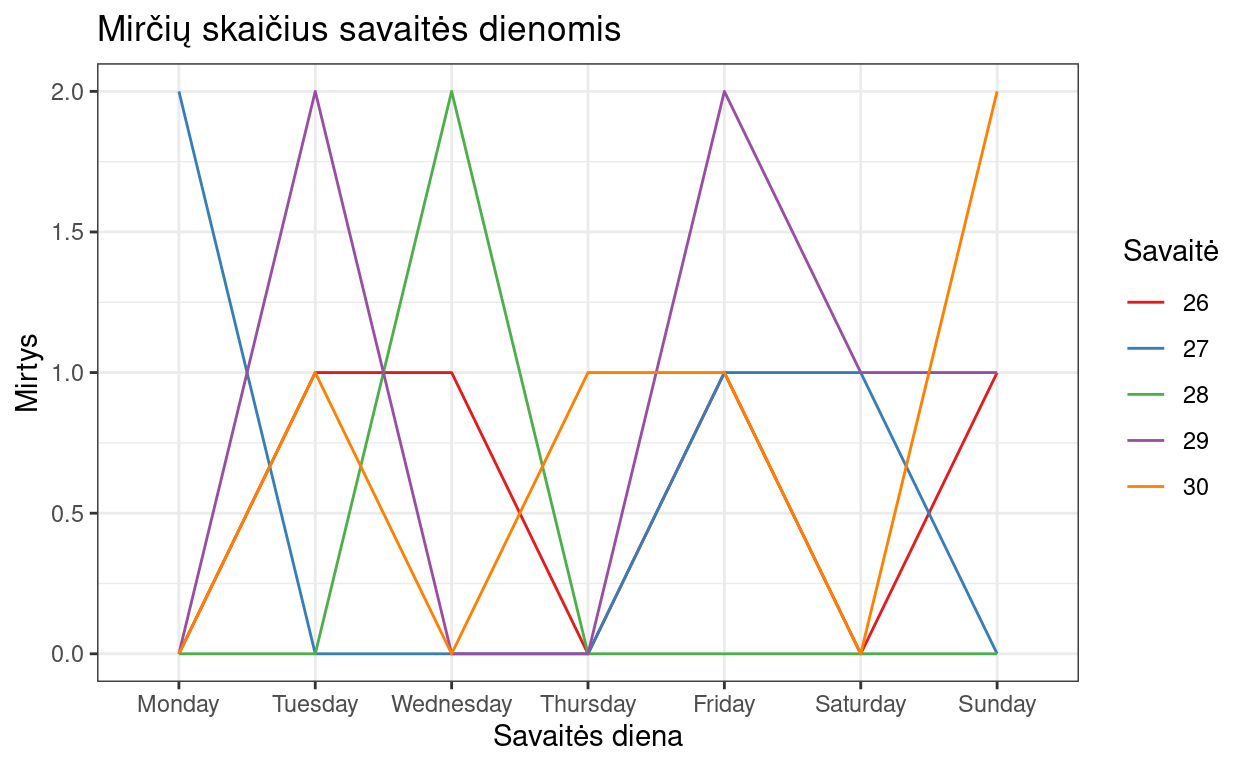 Mirčių skaičius savaitės dienomis
2.0
1.5
1.0
0.5
0.0
Mirtys
Monday Tuesday Wednesday Thursday Friday Saturday Sunday
Savaitės diena
Savaitė
26
27
28
29
30